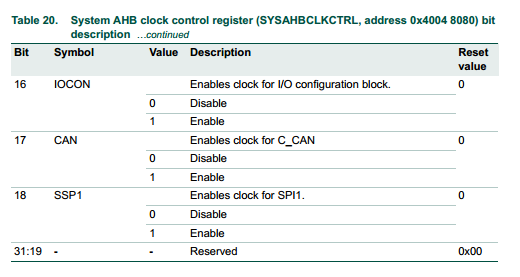 Table 20. System AHB clock control register (SYSAHBCLKCTRL, address 0x4004 8080) bit
description ...continued
Bit Symbol Value Description Reset
value
16 IOCON Enables clock for I/O configuration block. 0
0 Disable
1 Enable
17 CAN Enables clock for C_CAN 0
0 Disable
1 Enable
18 SSP1 Enables clock for SPI1. 0
0 Disable
1 Enable
31:19 - - Reserved 0x00